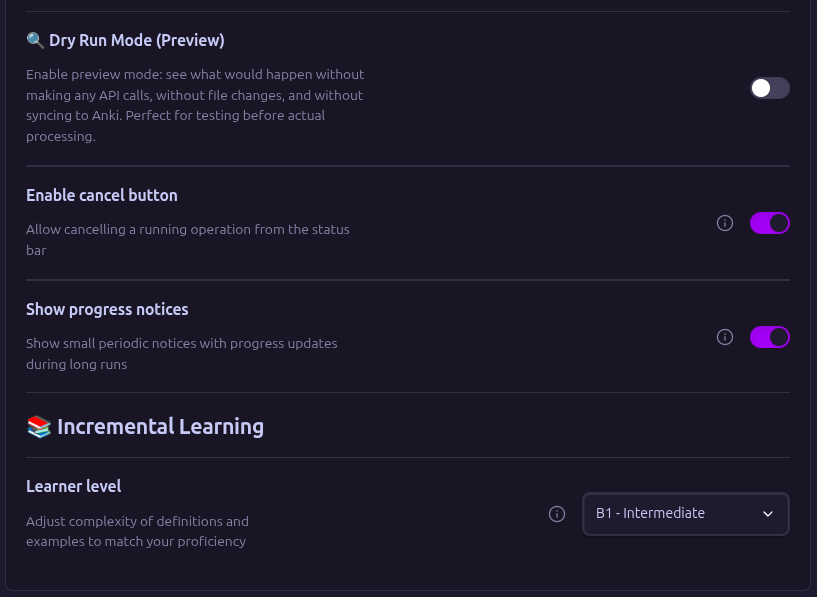 🔍 Dry Run Mode (Preview)
Enable preview mode: see what would happen without
making any API calls, without file changes, and without
syncing to Anki. Perfect for testing before actual
processing.
Enable cancel button
Allow cancelling a running operation from the status
bar
Show progress notices
Show small periodic notices with progress updates
during long runs
📚 Incremental Learning
Learner level
Adjust complexity of definitions and
examples to match your proficiency
B1 - Intermediate